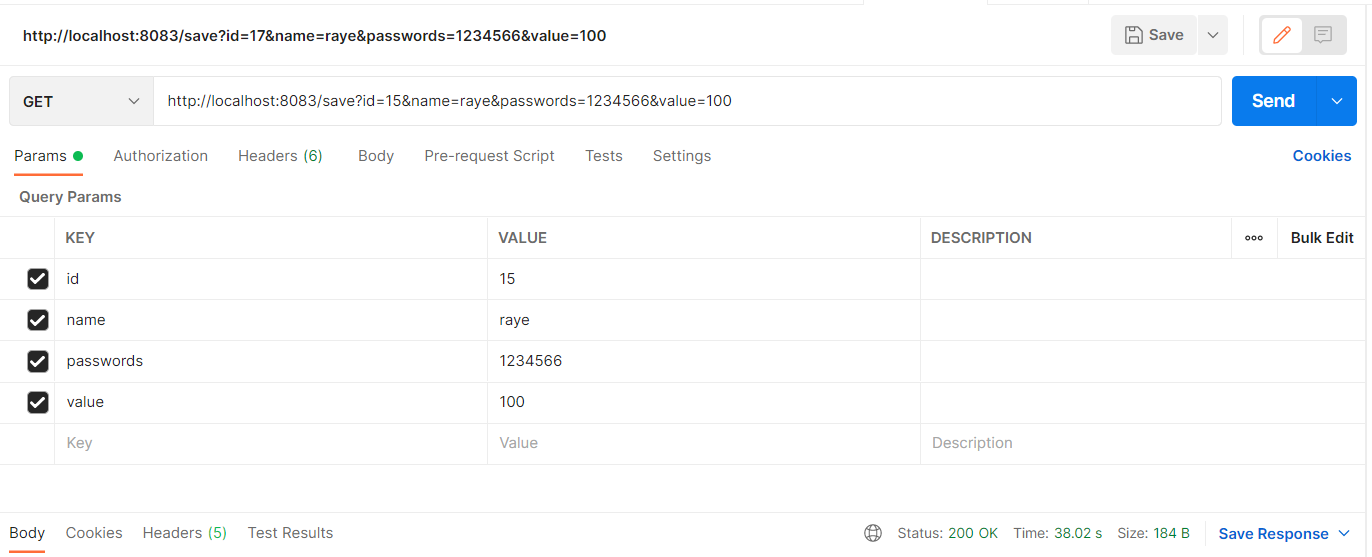 http://localhost:8083/save?id=17&name=raye&passwords=1234566&value=100
Save
GET
http://localhost:8083/save?id=15&name=raye&passwords=1234566&value=100
Send
Params Authorization Headers (6) Body Pre-request Script Tests Settings Cookies
Query Params
KEY VALUE DESCRIPTION ooo Bulk Edit
id 15
name raye
passwords 1234566
value 100
Key Value Description
Body Cookies Headers (5) Test Results Status: 200 OK Time: 38.02 s Size: 184 B Save Response